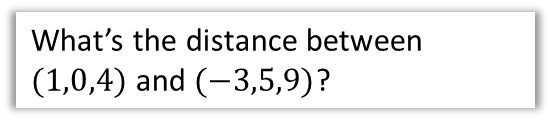 What’s the distance between
(1,0,4) and (−3,5,9)?